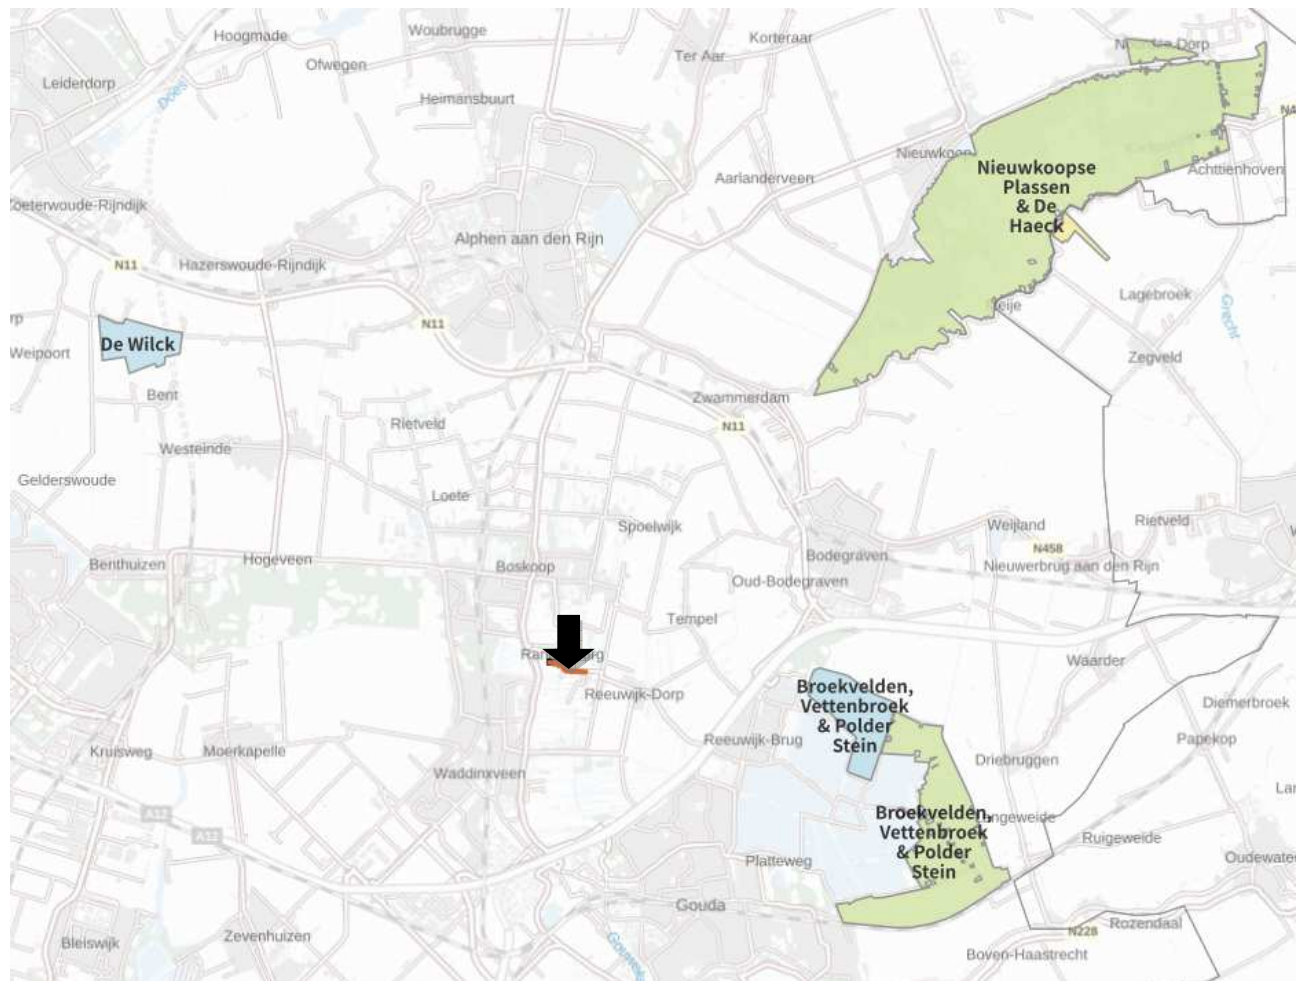 Hoogmade
Woubrugge
Korteraar
Ofwegen
Ter Aar
Leiderdorp
Does
Heimansbuurt
Nieuwkoopse
Plassen
& De
Haeck
Achttienhoven
Aarlanderveen
Alphen aan den Rijn
N11
Hazerswoude-Rijndijk
Lagebroek
Grecht
N11
De Wilck
Weipoort
Zegveld
Bent
Zwammerdam
Rietveld
N11
Westeinde
Gelderswoude
Loete
Spoelwijk
Weijland
Rietveld
N458
Benthuizen
Hogeveen
Boskoop
Bodegraven
Nieuwerbrug aan den Rijn
Oud-Bodegraven
Tempel
Waarder
Reeuwijk-Dorp
Broekvelden,
Vettenbroek
& Polder
Stein
Diemerbroek
Kruisweg
Moerkapelle
Reeuwijk-Brug
Papekop
Driebruggen
Waddinxveen
A12
A12
Broekvelden,
Vettenbroek
& Polder
Stein
Ruigeweide
Platteweg
Gouda
Rozendaal
N228
Bleiswijk
Zevenhuizen
Boven-Haastrecht